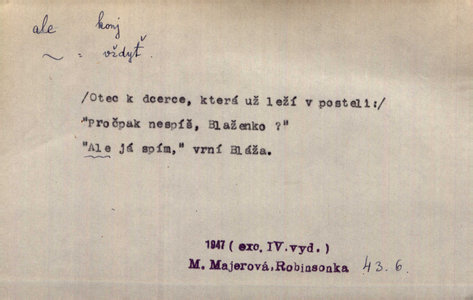 ale konj
~ = vždyť.
/Otec k dcerce, která už leží v posteli:/
"Pročpak nespíš, Blaženko ?"
"Ale já spím," vrní Bláža.
1947 ( exc. IV. vyd. )
M. Majerová, Robinsonka 43.6.